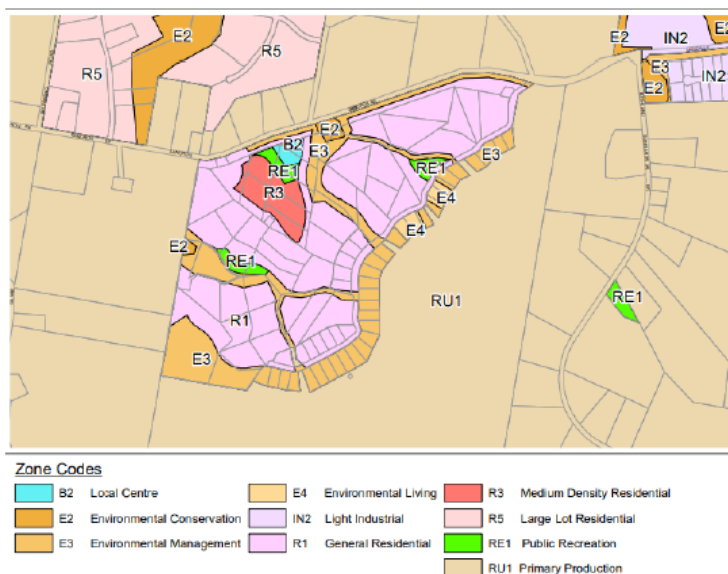 E2
R5
R5
E2
IN2
E2
E3
E2
IN2
B2
E2
E3
RE1
R3
RE1
E3
E4
E4
E2
RE1
R1
E3
RU1
RE1
Zone Codes
B2 Local Centre
E4 Environmental Living
R3 Medium Density Residential
E2 Environmental Conservation
IN2 Light Industrial
R5 Large Lot Residential
E3 Environmental Management
R1 General Residential
RE1 Public Recreation
RU1 Primary Production